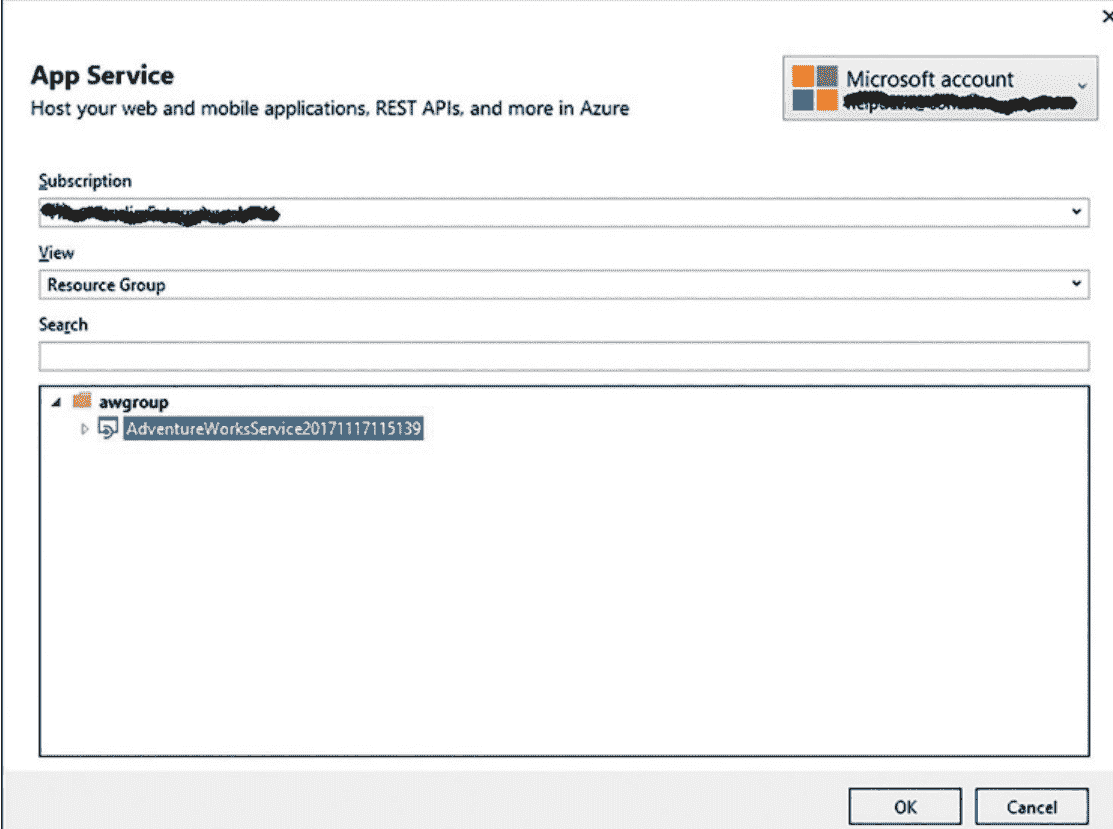 App Service
Host your web and mobile applications, REST APIs, and more in Azure
Microsoft account
Subscription
View
Resource Group
Search
awgroup
AdventureWorksService20171117115139
OK
Cancel